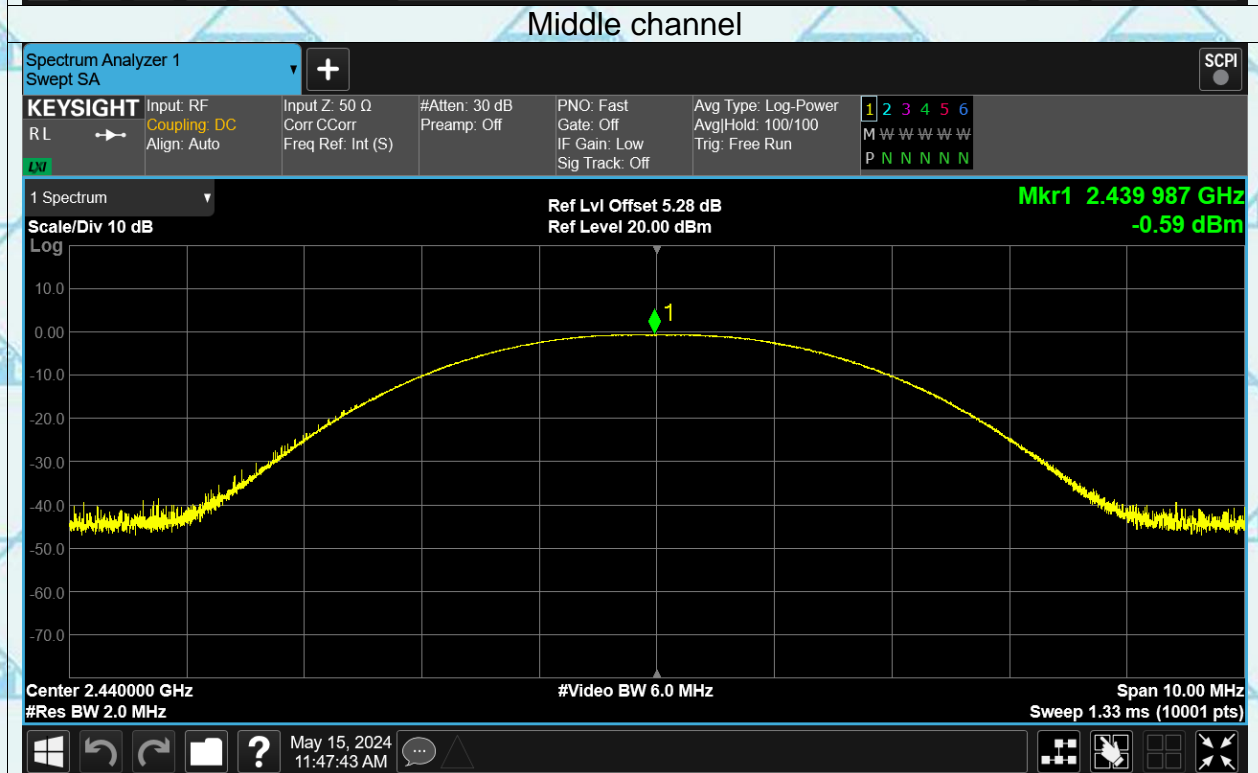 Middle channel
Spectrum Analyzer 1
Swept SA
SCPI
KEYSIGHT
RL
LXI
Input: RF
Coupling: DC
Align: Auto
Input Z: 50 Ω
Corr CCorr
Freq Ref: Int (S)
#Atten: 30 dB
Preamp: Off
PNO: Fast
Gate: Off
IF Gain: Low
Sig Track: Off
Avg Type: Log-Power
Avg|Hold: 100/100
Trig: Free Run
1 2 3 4 5 6
M W W W W W
P N N N N N
1 Spectrum
Scale/Div 10 dB
Ref Lvl Offset 5.28 dB
Ref Level 20.00 dBm
Mkr1 2.439 987 GHz
-0.59 dBm
Log
10.0
0.00
-10.0
-20.0
-30.0
-40.0
-50.0
-60.0
-70.0
1
Center 2.440000 GHz
#Res BW 2.0 MHz
#Video BW 6.0 MHz
Span 10.00 MHz
Sweep 1.33 ms (10001 pts)
May 15, 2024
11:47:43 AM